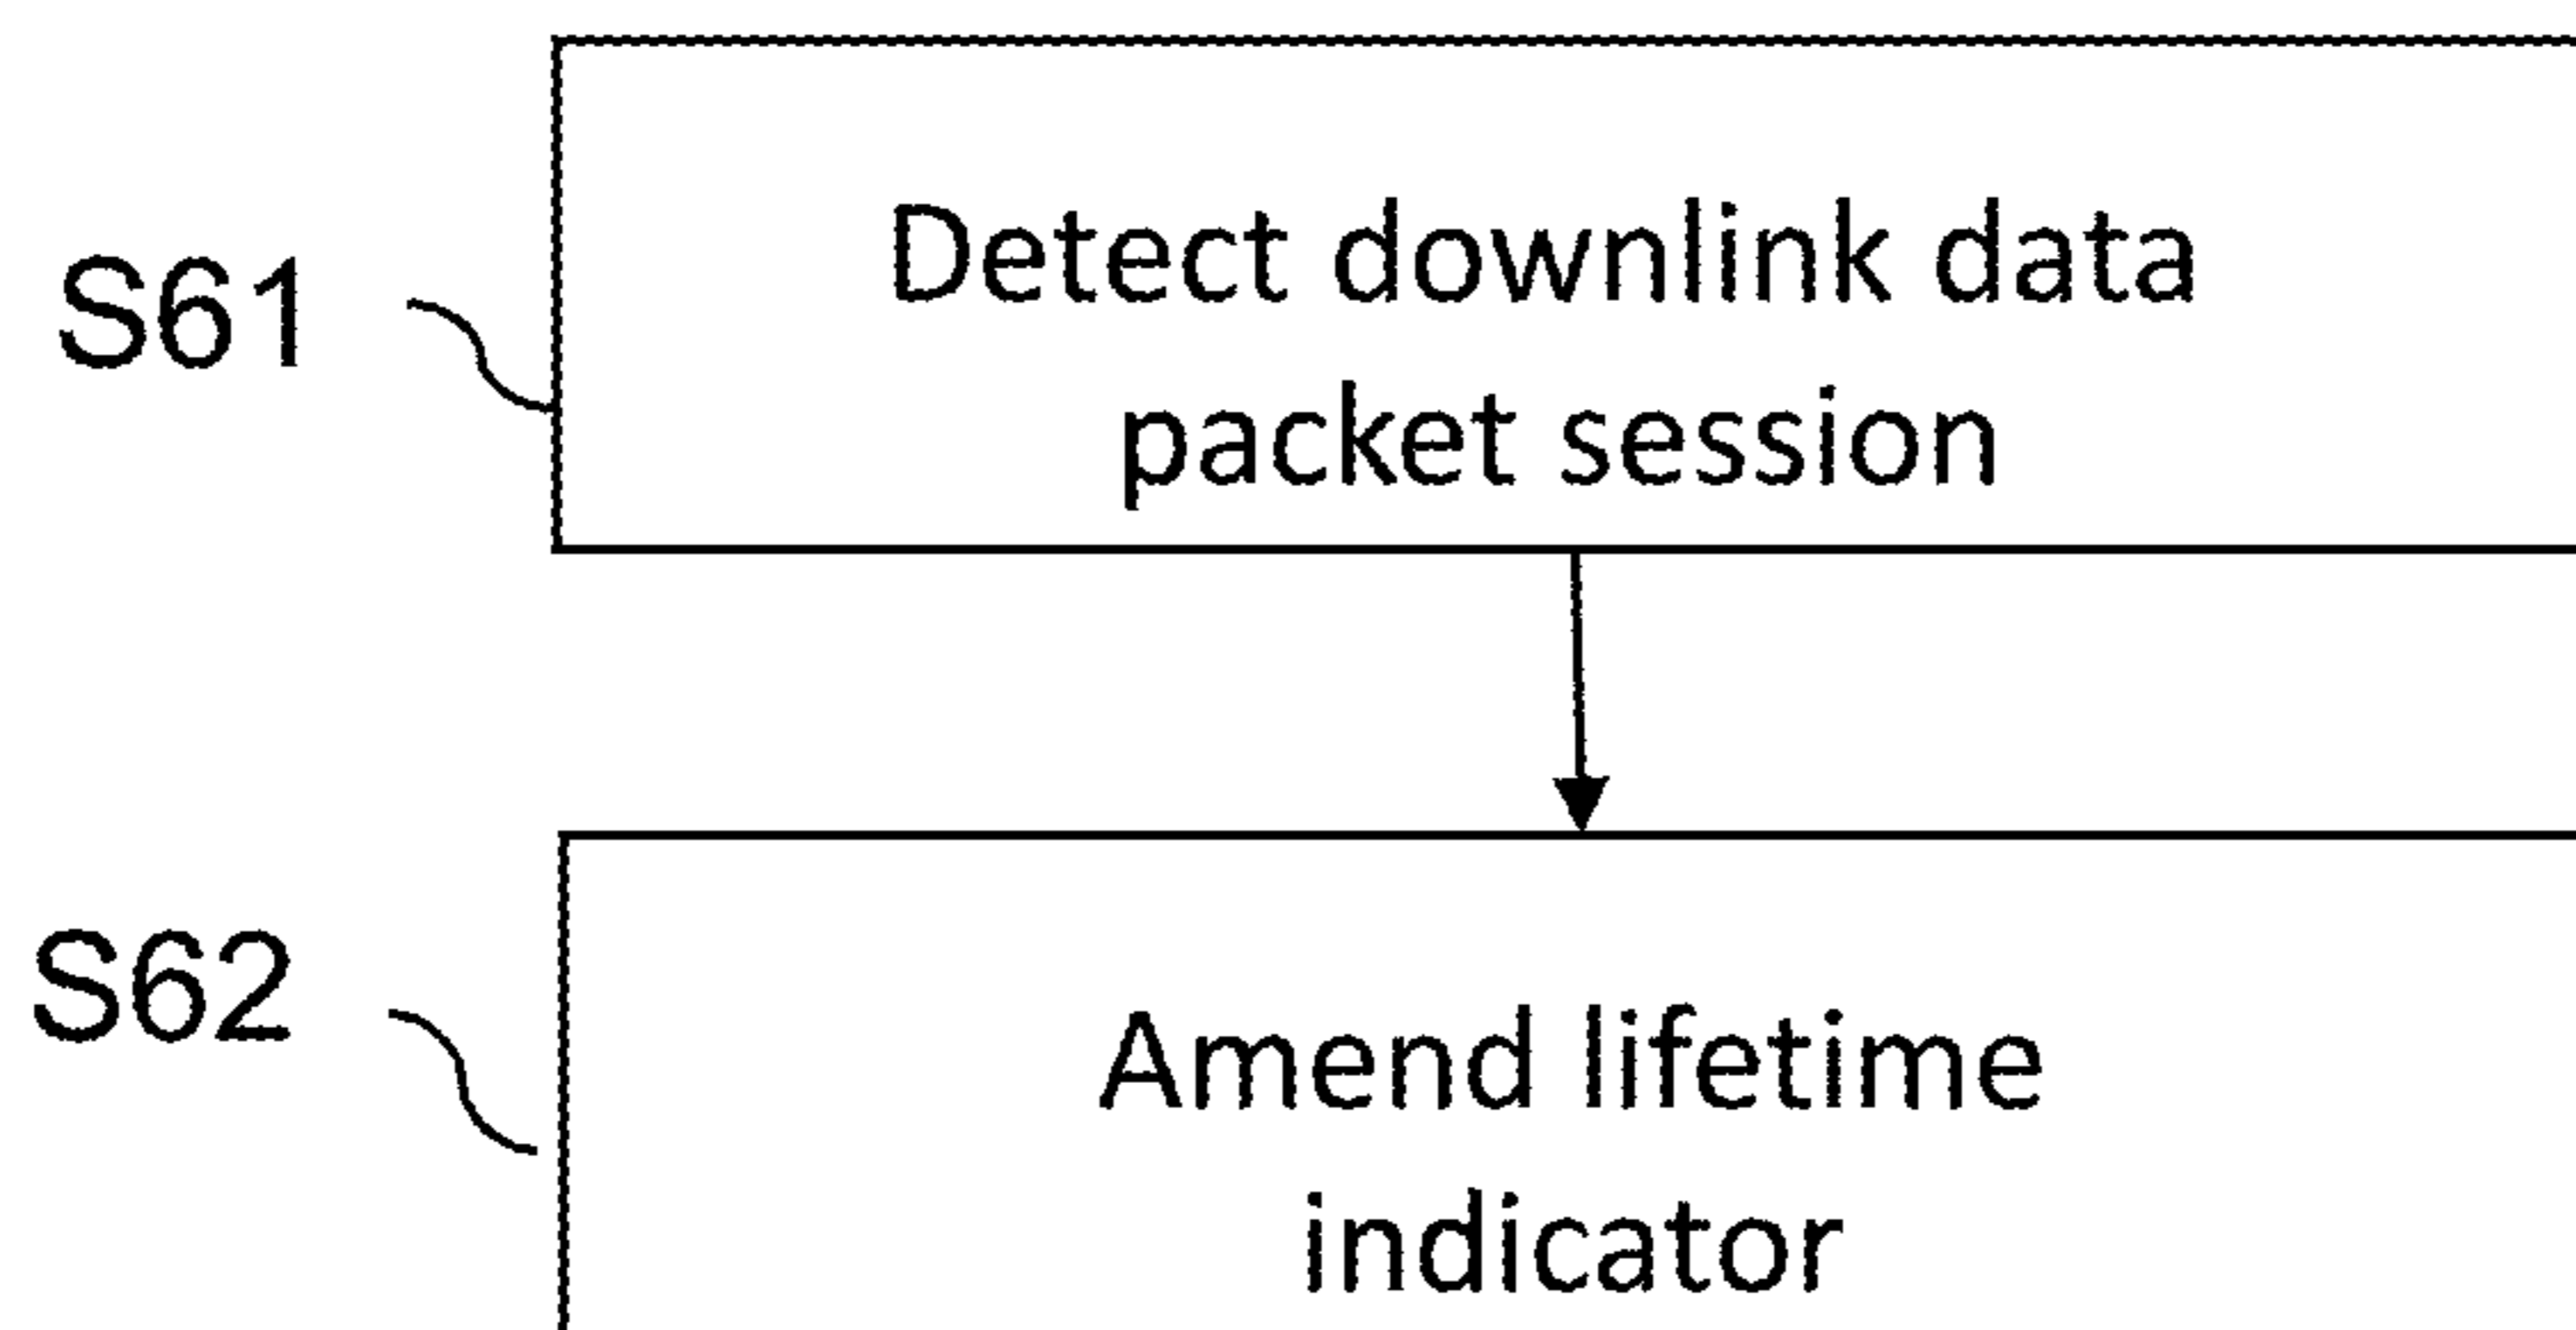 S61
Detect downlink data
packet session
S62
Amend lifetime
indicator